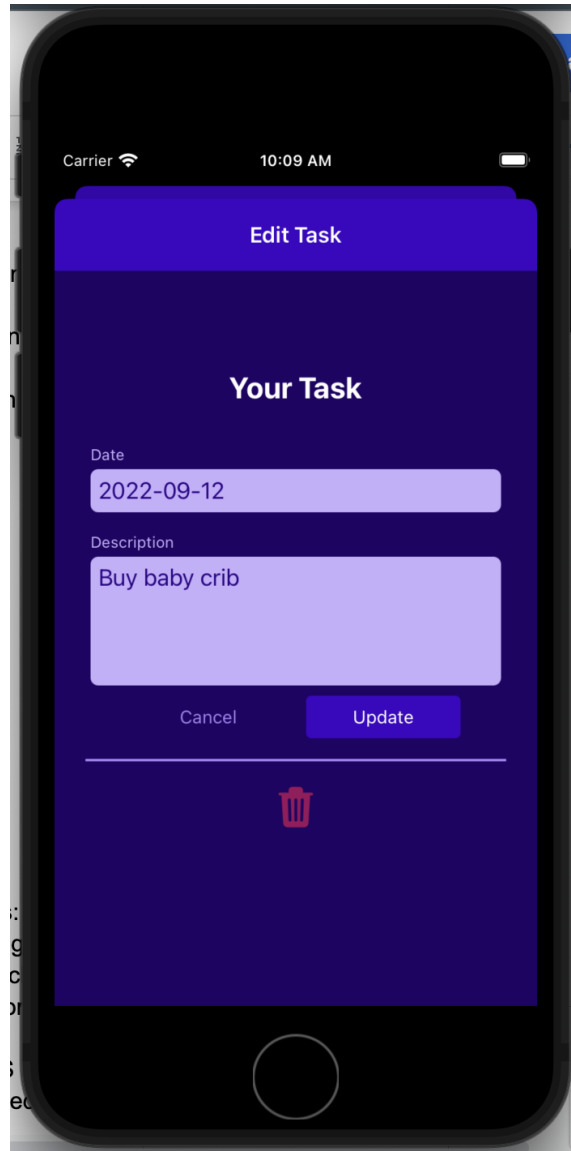 Carrier 10:09 AM
Edit Task
Your Task
Date
2022-09-12
Description
Buy baby crib
Cancel Update